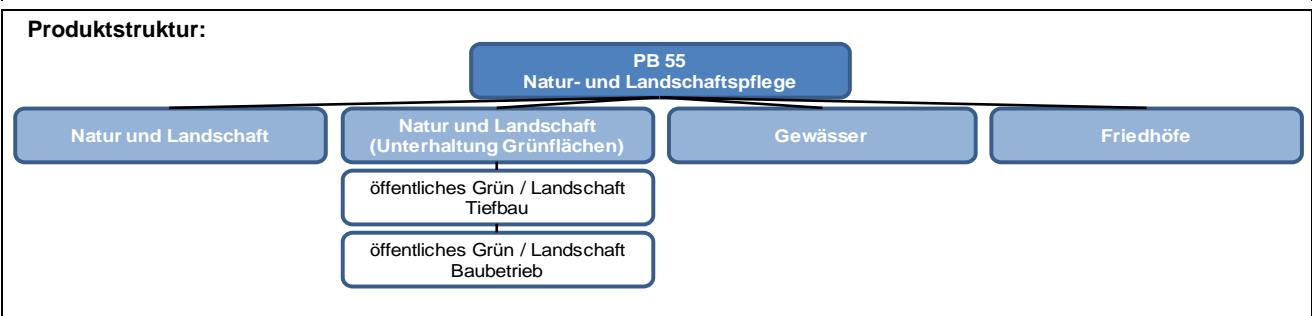 Produktstruktur:
PB 55
Natur- und Landschaftspflege
Natur und Landschaft
Natur und Landschaft
(Unterhaltung Grünflächen)
Gewässer
Friedhöfe
öffentliches Grün / Landschaft
Tiefbau
öffentliches Grün / Landschaft
Baubetrieb